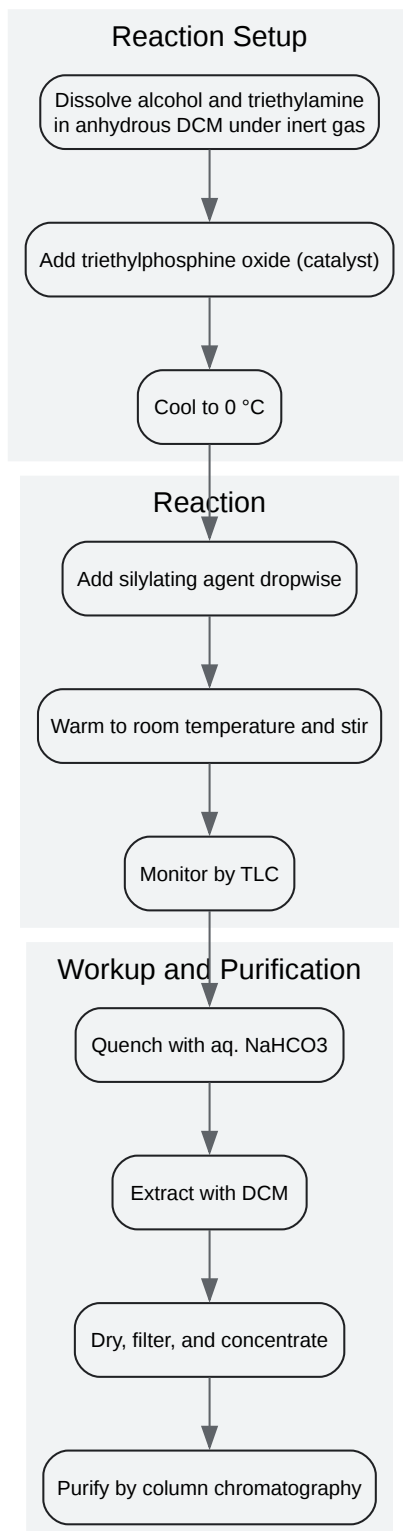 Reaction Setup
Dissolve alcohol and triethylamine
in anhydrous DCM under inert gas
Add triethylphosphine oxide (catalyst)
Cool to 0 °C
Reaction
Add silylating agent dropwise
Warm to room temperature and stir
Monitor by TLC
Workup and Purification
Quench with aq. NaHCO3
Extract with DCM
Dry, filter, and concentrate
Purify by column chromatography